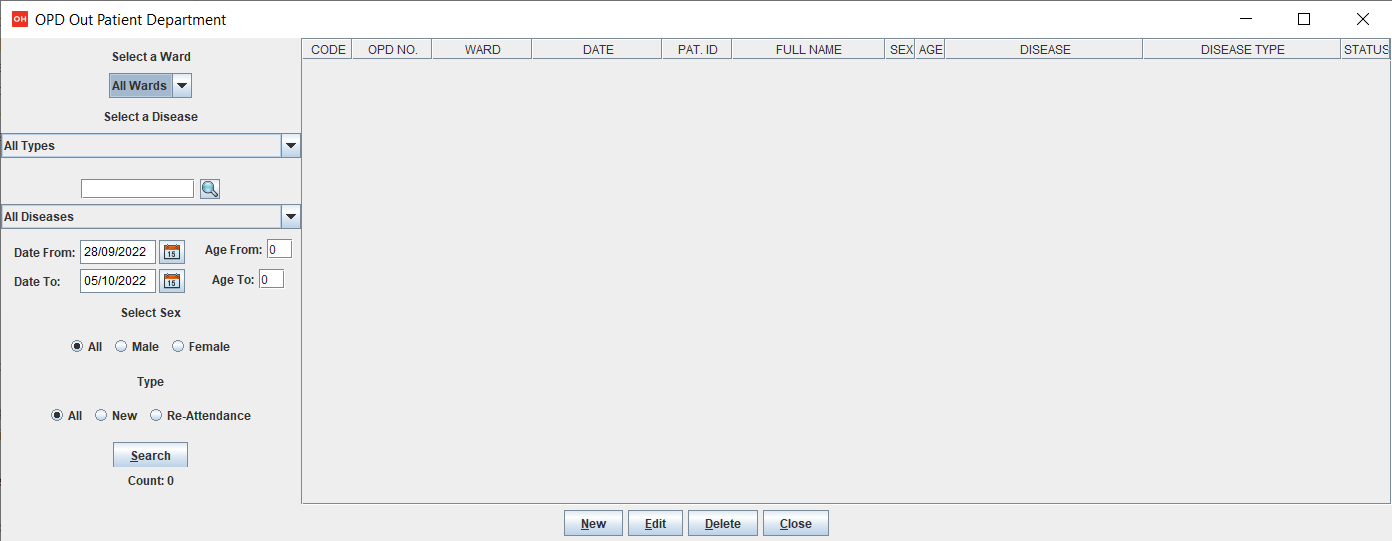 OH OPD Out Patient Department
Select a Ward
All Wards
Select a Disease
All Types
All Diseases
Date From: 28/09/2022 15 Age From: 0
Date To: 05/10/2022 15 Age To: 0
Select Sex
All Male Female
Type
All New Re-Attendance
Search
Count: 0
CODE OPD NO. WARD DATE PAT. ID FULL NAME SEX AGE DISEASE DISEASE TYPE STATUS
New Edit Delete Close